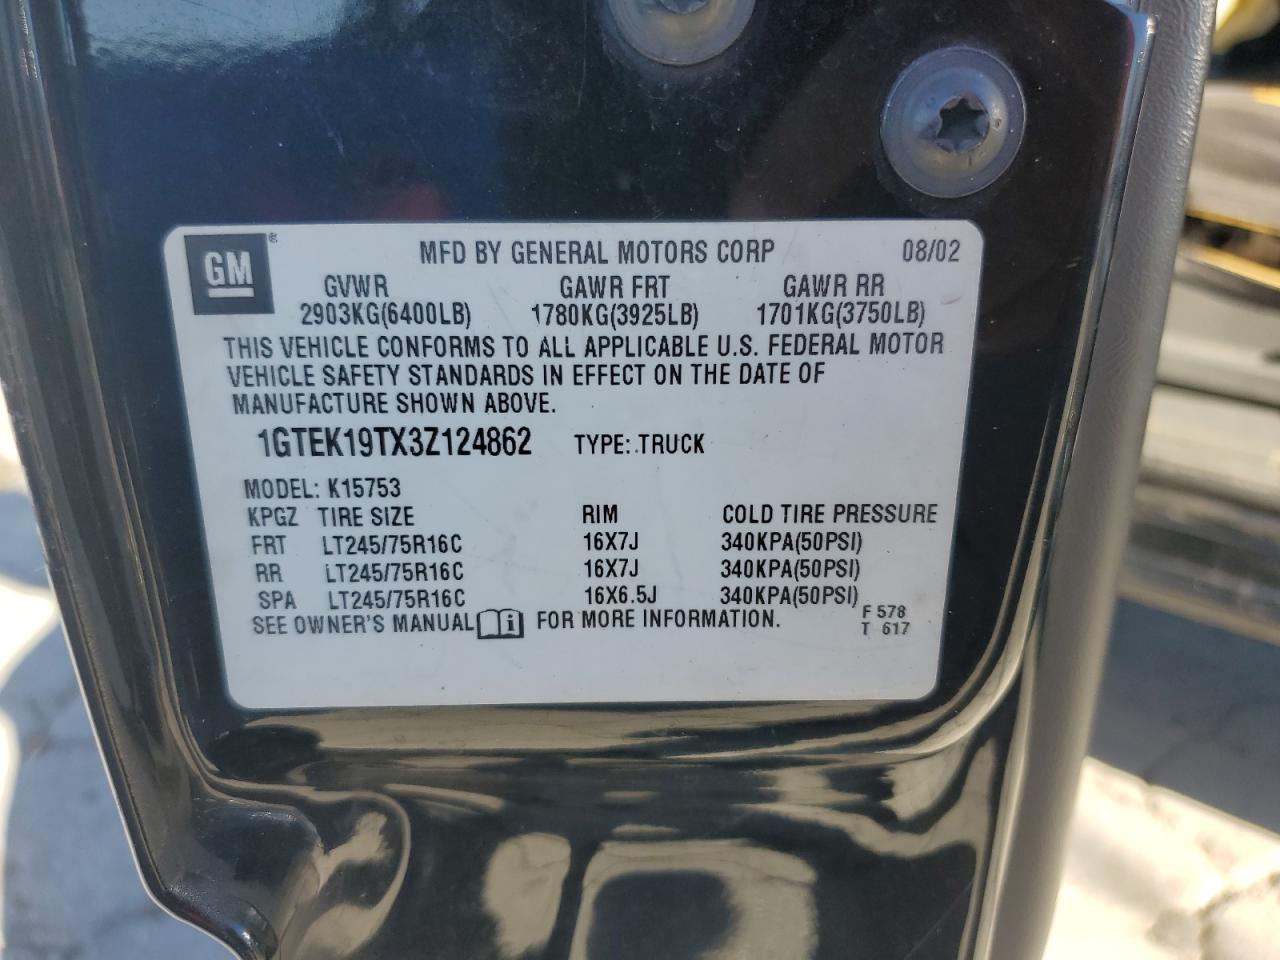 GM ® MFD BY GENERAL MOTORS CORP 08/02
GVWR GAWR FRT GAWR RR
2903KG(6400LB) 1780KG(3925LB) 1701KG(3750LB)
THIS VEHICLE CONFORMS TO ALL APPLICABLE U.S. FEDERAL MOTOR
VEHICLE SAFETY STANDARDS IN EFFECT ON THE DATE OF
MANUFACTURE SHOWN ABOVE.
1GTEK19TX3Z124862 TYPE: TRUCK
MODEL: K15753
KPGZ TIRE SIZE RIM COLD TIRE PRESSURE
FRT LT245/75R16C 16X7J 340KPA(50PSI)
RR LT245/75R16C 16X7J 340KPA(50PSI)
SPA LT245/75R16C 16X6.5J 340KPA(50PSI)
SEE OWNER'S MANUAL i FOR MORE INFORMATION. F 578
T 617